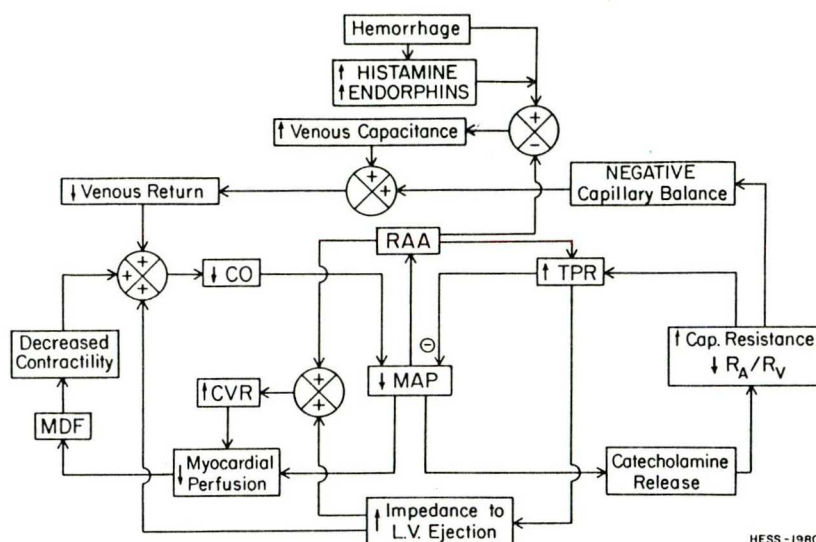 Hemorrhage
↑ HISTAMINE
↑ ENDORPHINS
↑ Venous Capacitance
+
−
NEGATIVE
Capillary Balance
+
+
↓ Venous Return
RAA
+
+
+
↓ CO
↑ TPR
Decreased
Contractility
⊖
↑ Cap. Resistance
↓ RA/RV
↓ MAP
↑ CVR
+
+
MDF
↓ Myocardial
Perfusion
Catecholamine
Release
↑ Impedance to
L.V. Ejection
HESS-1980